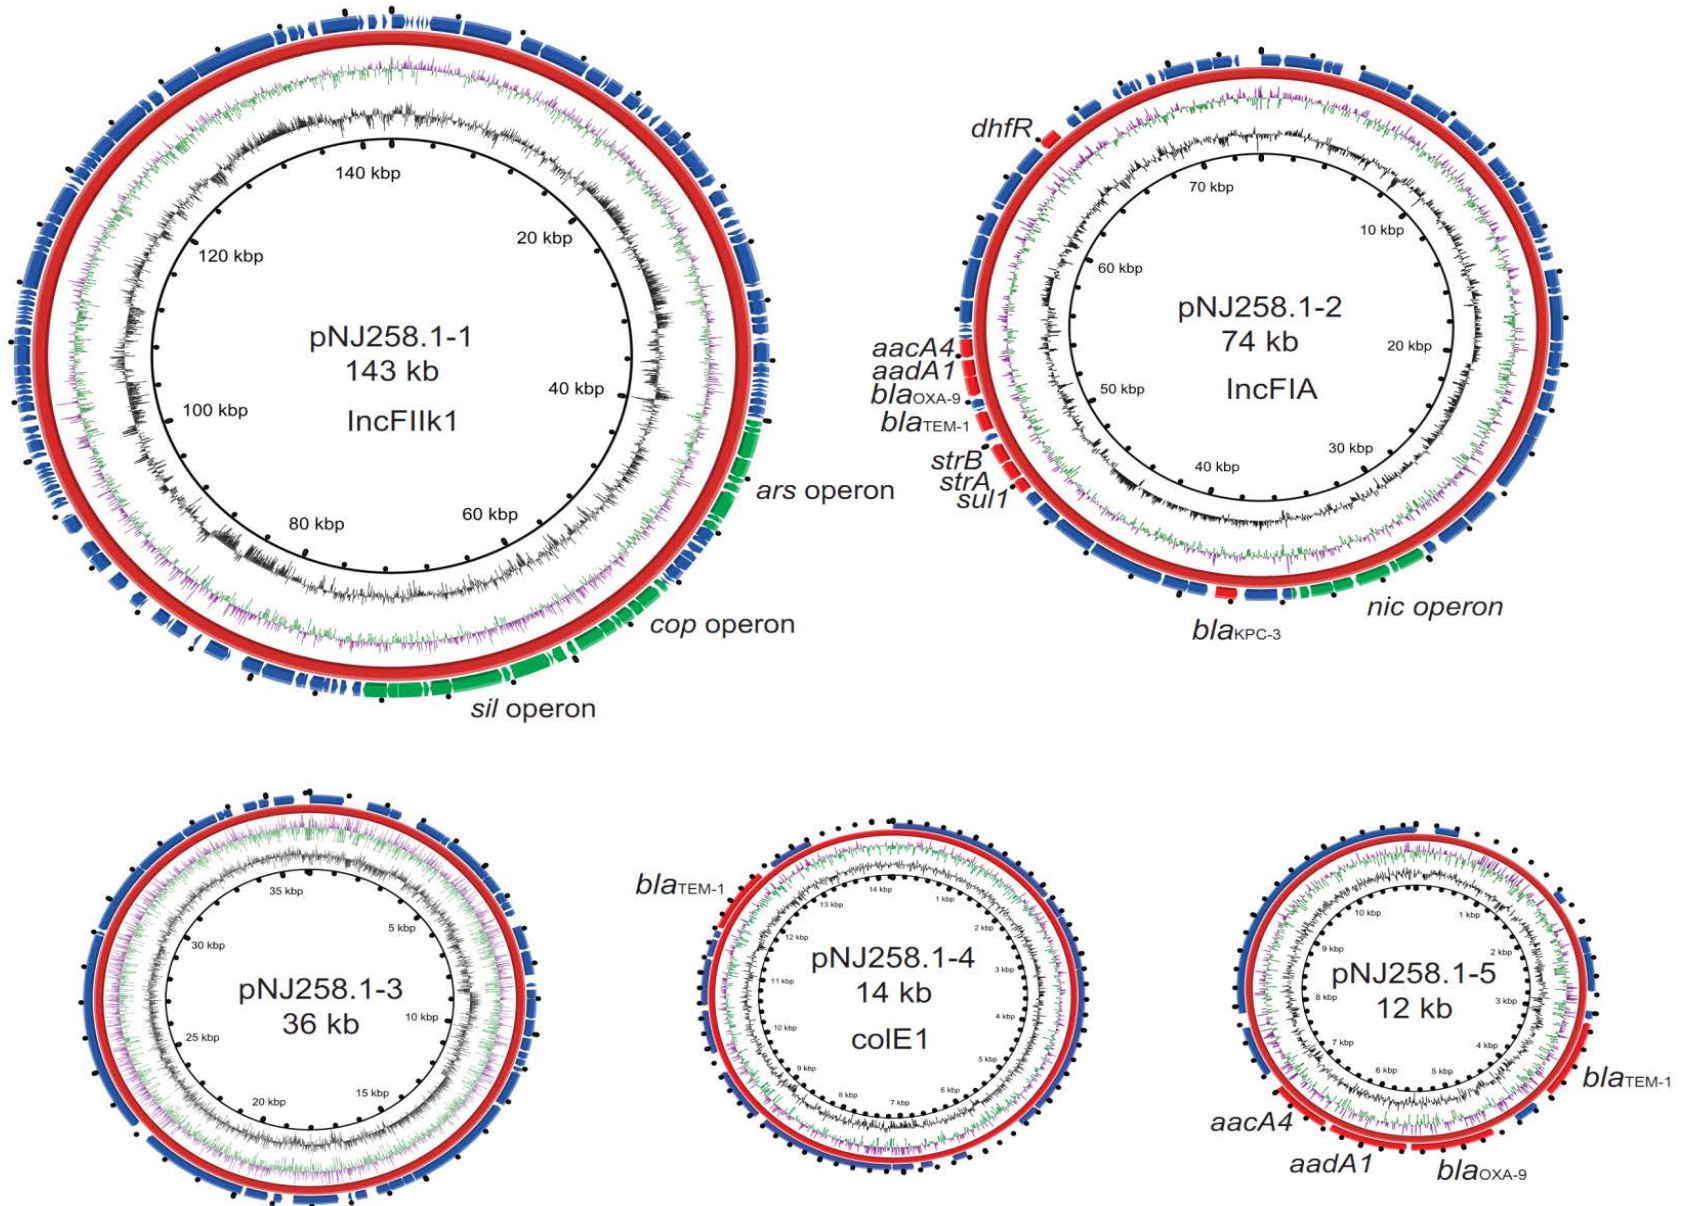 140 kbp
20 kbp
120 kbp
pNJ258.1-1
143 kb
IncFIIk1
40 kbp
100 kbp
80 kbp
60 kbp
ars operon
cop operon
sil operon
dhfR
70 kbp
10 kbp
60 kbp
pNJ258.1-2
74 kb
IncFIA
20 kbp
aacA4
aadA1
blaOXA-9
blaTEM-1
50 kbp
strB
strA
sul1
40 kbp
30 kbp
nic operon
blaKPC-3
35 kbp
5 kbp
30 kbp
pNJ258.1-3
36 kb
10 kbp
25 kbp
20 kbp
15 kbp
blaTEM-1
14 kbp
1 kbp
13 kbp
2 kbp
12 kbp
pNJ258.1-4
14 kb
colE1
3 kbp
11 kbp
4 kbp
10 kbp
5 kbp
9 kbp
6 kbp
8 kbp
7 kbp
10 kbp
1 kbp
9 kbp
2 kbp
pNJ258.1-5
12 kb
8 kbp
3 kbp
7 kbp
4 kbp
6 kbp
5 kbp
blaTEM-1
aacA4
aadA1
blaOXA-9